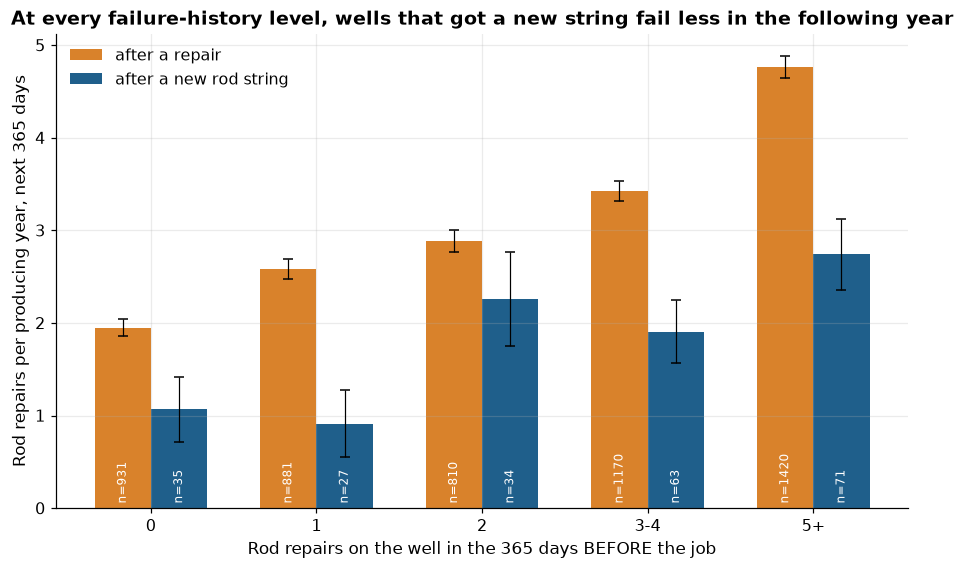 At every failure-history level, wells that got a new string fail less in the following year
after a repair
after a new rod string
Rod repairs per producing year, next 365 days
5
4
3
2
1
0
n=931
n=35
n=881
n=27
n=810
n=34
n=1170
n=63
n=1420
n=71
0
1
2
3-4
5+
Rod repairs on the well in the 365 days BEFORE the job